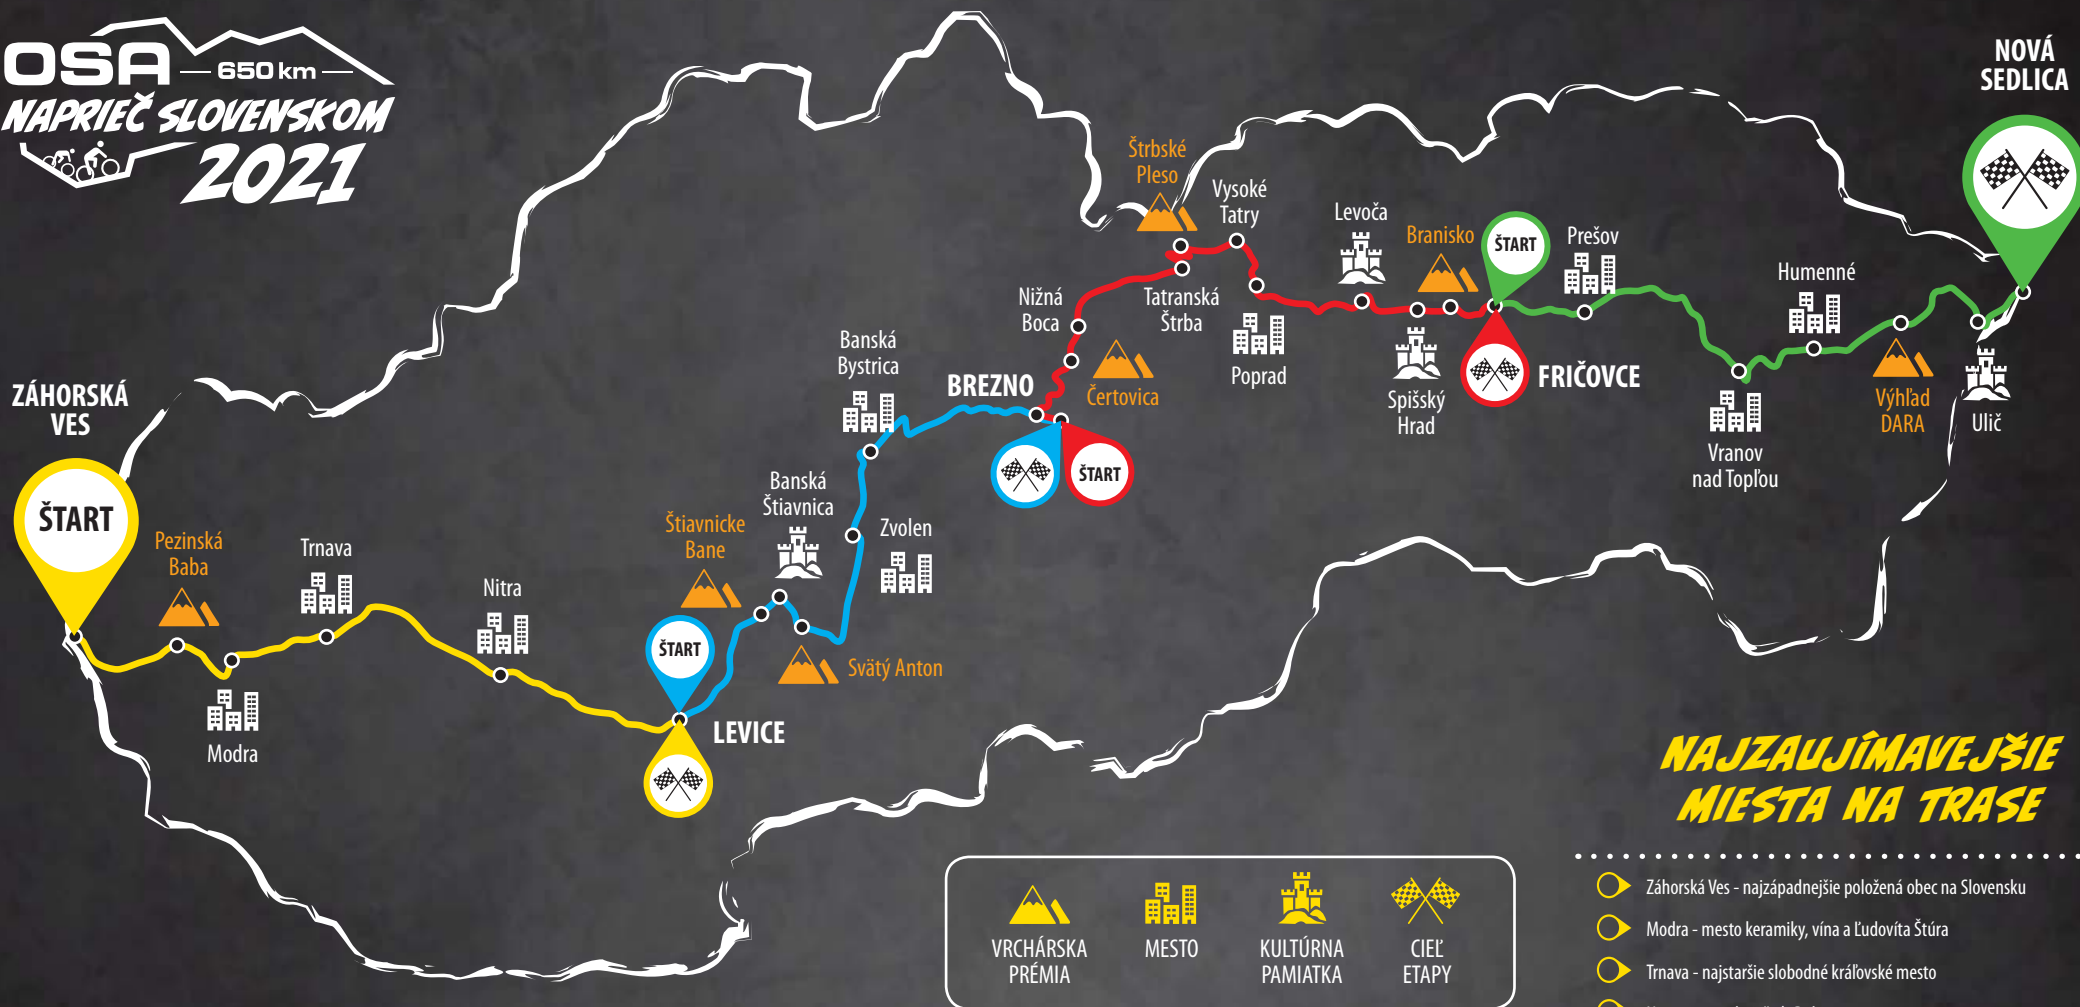 OSA
650 km
NAPRIEČ SLOVENSKOM
2021
NOVÁ
SEDLICA
Štrbské
Pleso
Vysoké
Tatry
Levoča
Branisko
ŠTART
Prešov
Humenné
Nižná
Boca
Tatranská
Štrba
Poprad
Banská
Bystrica
BREZNO
Čertovica
Spišský
Hrad
FRIČOVCE
Výhľad
DARA
Ulič
Vranov
nad Topľou
ZÁHORSKÁ
VES
ŠTART
Pezinská
Baba
Trnava
Nitra
Modra
Štiavnicke
Bane
Banská
Štiavnica
Zvolen
ŠTART
ŠTART
Svätý Anton
LEVICE
NAJZAUJÍMAVEJŠIE
MIESTA NA TRASE
Záhorská Ves - najzápadnejšie položená obec na Slovensku
Modra - mesto keramiky, vína a Ľudovíta Štúra
Trnava - najstaršie slobodné kráľovské mesto
VRCHÁRSKA
PRÉMIA
MESTO
KULTÚRNA
PAMIATKA
CIEĽ
ETAPY